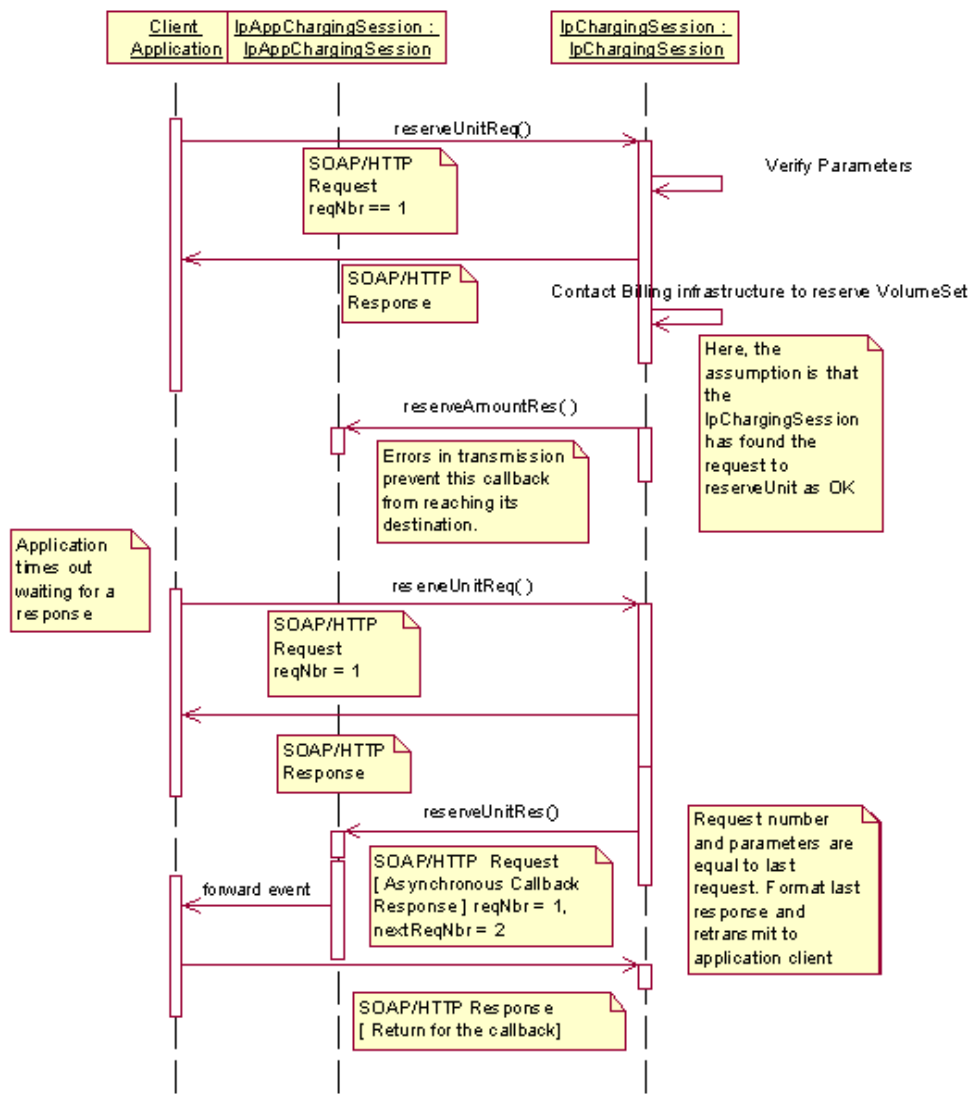 Client
Application
IpAppChargingSession :
IpAppChargingSession
IpChargingSession :
IpChargingSession
reserveUnitReq()
SOAP/HTTP
Request
reqNbr == 1
Verify Parameters
SOAP/HTTP
Response
Contact Billing infrastructure to reserve VolumeSet
Here, the
assumption is that
the
IpChargingSession
has found the
request to
reserveUnit as OK
reserveAmountRes( )
Errors in transmission
prevent this callback
from reaching its
destination.
Application
times out
waiting for a
response
reserveUnitReq( )
SOAP/HTTP
Request
reqNbr = 1
SOAP/HTTP
Response
reserveUnitRes()
SOAP/HTTP Request
[ Asynchronous Callback
Response ] reqNbr = 1,
nextReqNbr = 2
Request number
and parameters are
equal to last
request. Format last
response and
retransmit to
application client
forward event
SOAP/HTTP Response
[ Return for the callback]